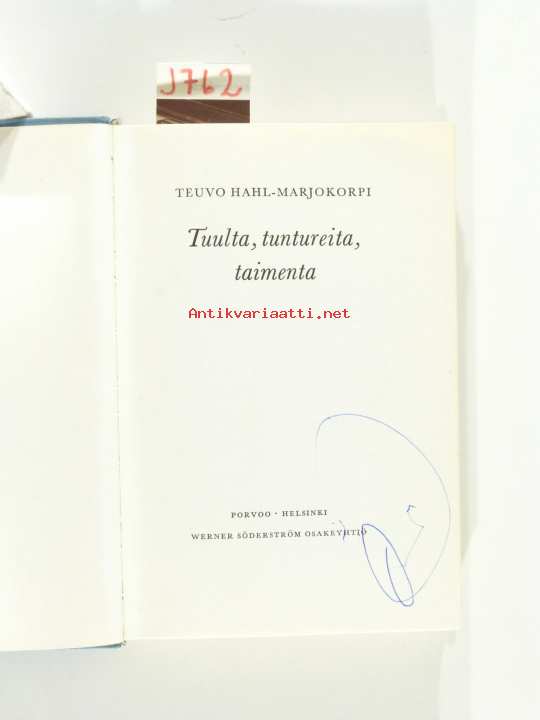 J762
TEUVO HAHL-MARJOKORPI
Tuulta, tuntureita,
taimenta
Antikvariaatti.net
PORVOO · HELSINKI
WERNER SÖDERSTRÖM OSAKEYHTIÖ